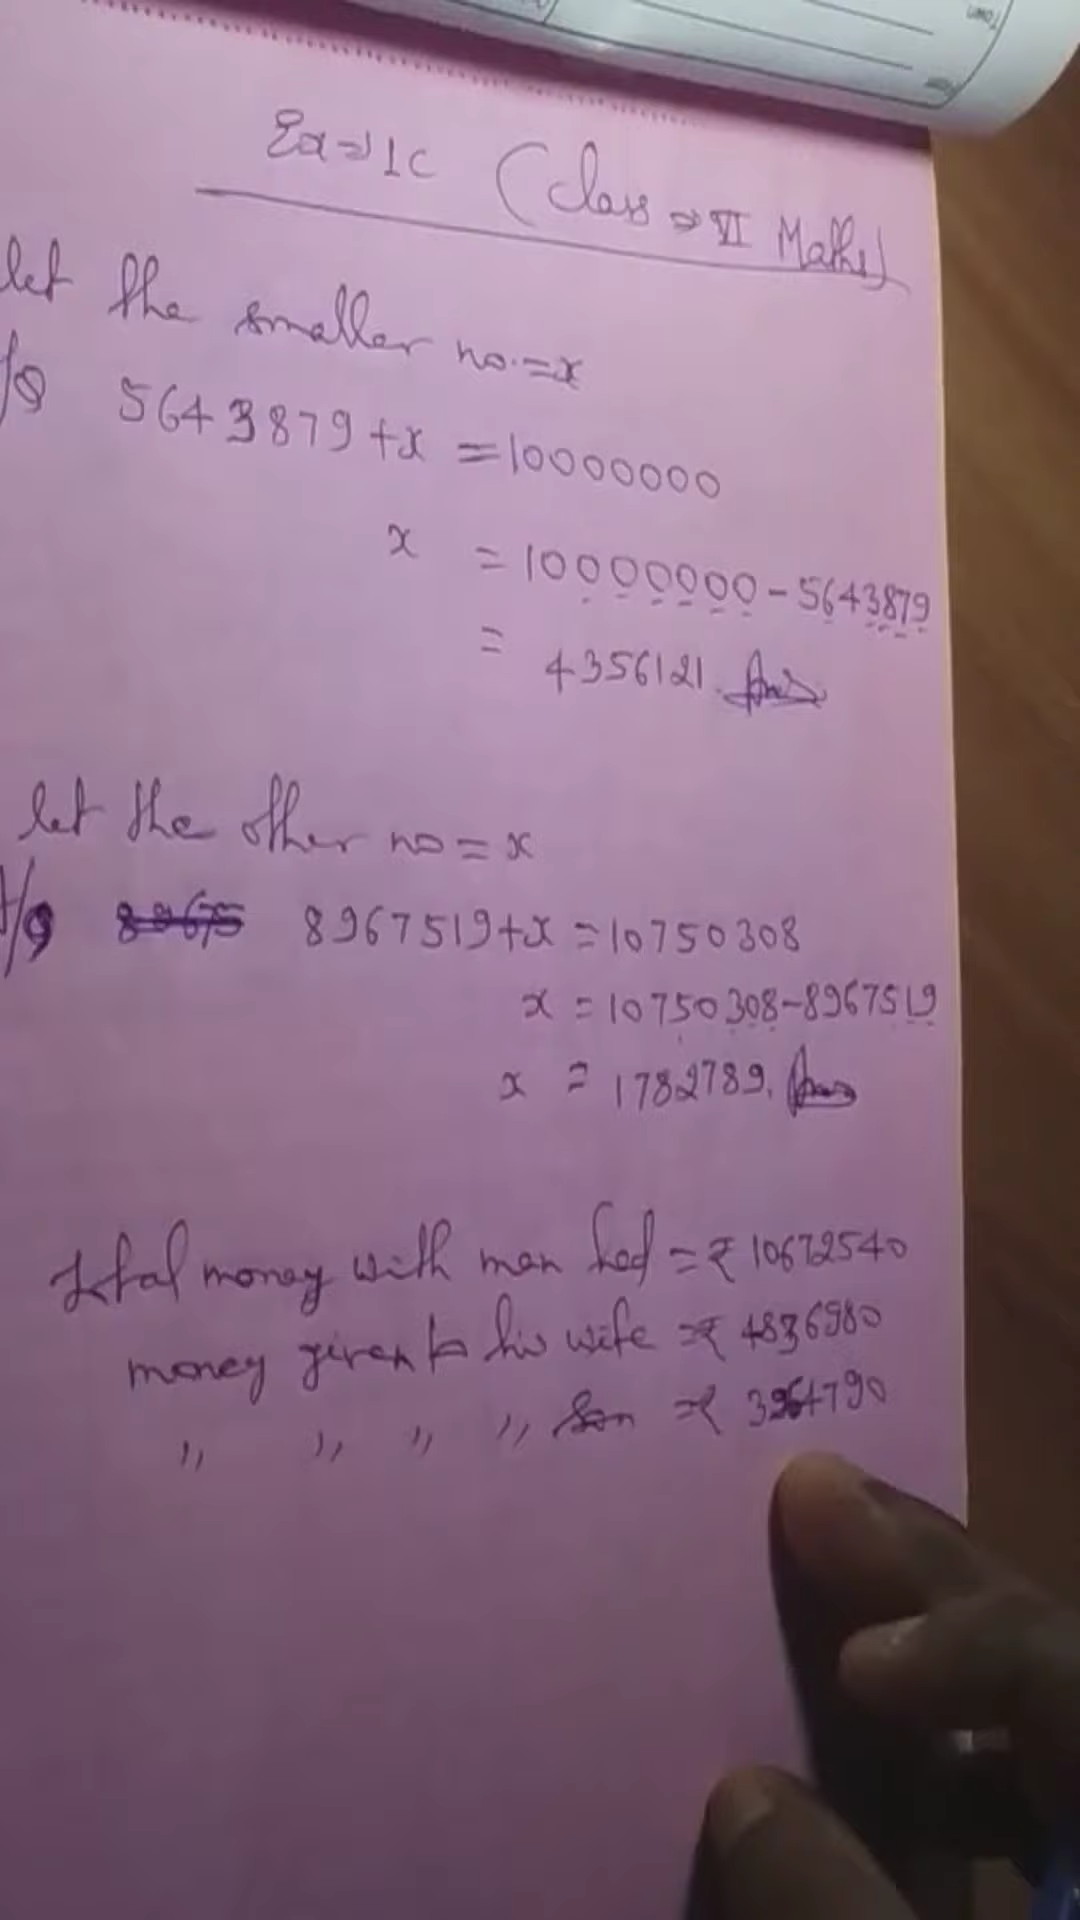 Town
Ex⇒1C (Class ⇒ VI Maths)
let the smaller no.=x
5643879+x =10000000
x =10000000-5643879
= 4356121. Ans
let the other no=x
8967519+x=10750308
x =10750308-8967519
x = 1782789. Ans
total money with man had =₹10672540
money given to his wife =₹ 4836980
,, ,, ,, ,, Son =₹ 3964790